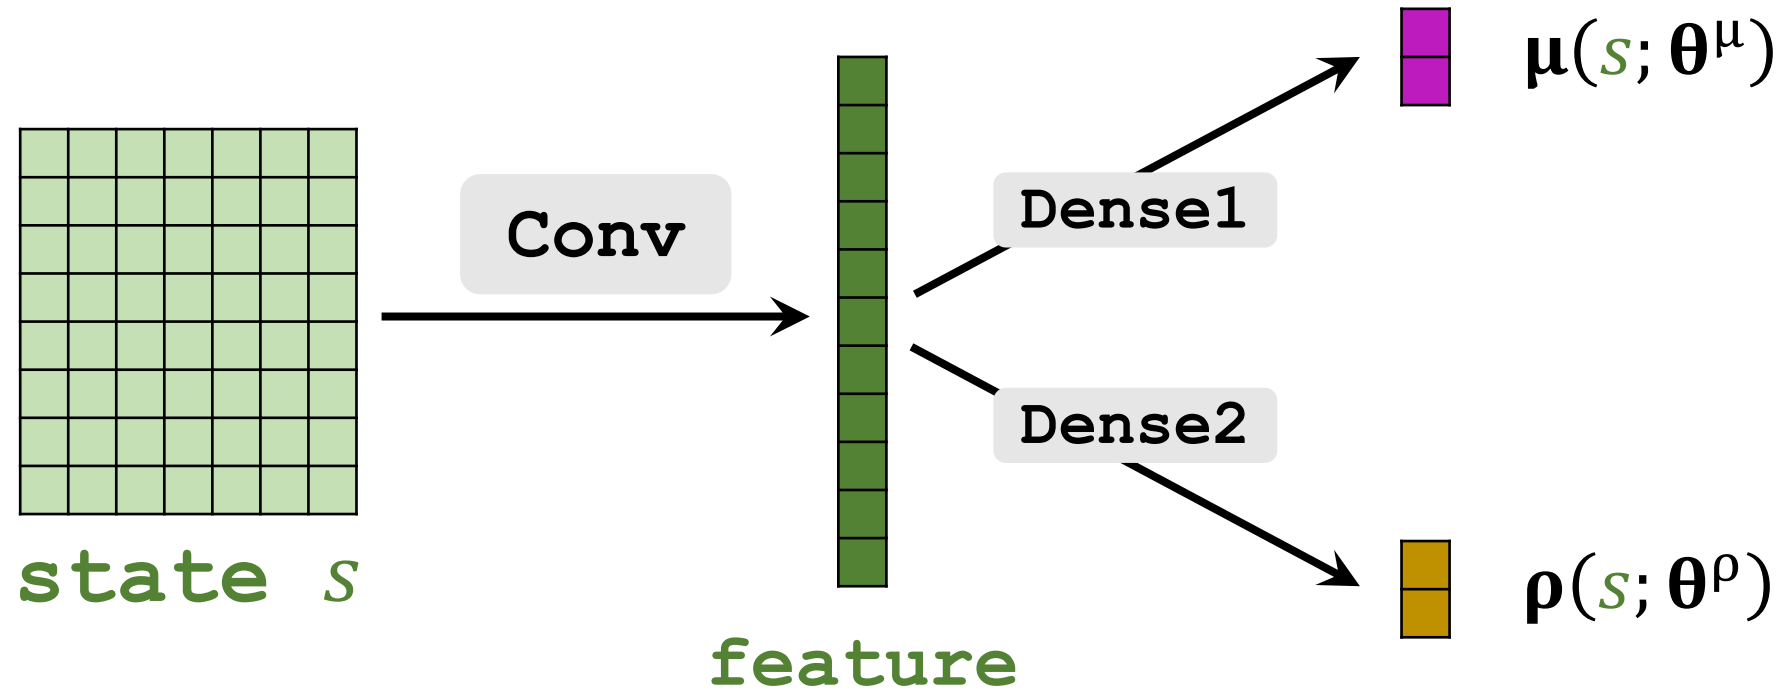 Conv
state s
feature
Dense1
Dense2
μ(s; θ^μ)
ρ(s; θ^ρ)